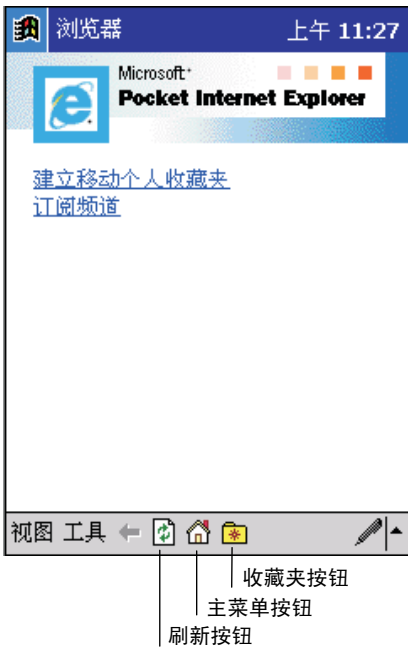 浏览器 上午 11:27
Microsoft
Pocket Internet Explorer
建立移动个人收藏夹
订阅频道
视图 工具
收藏夹按钮
主菜单按钮
刷新按钮